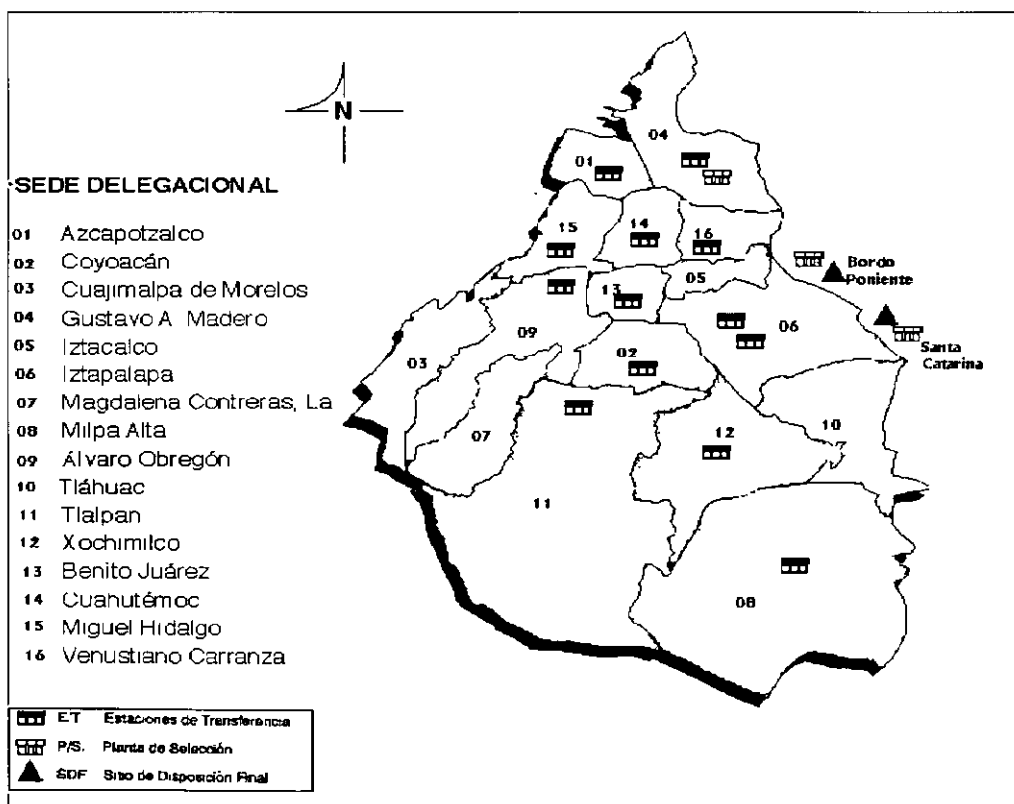 N
SEDE DELEGACIONAL
01 Azcapotzalco
02 Coyoacán
03 Cuajimalpa de Morelos
04 Gustavo A Madero
05 Iztacalco
06 Iztapalapa
07 Magdalena Contreras, La
08 Milpa Alta
09 Álvaro Obregón
10 Tláhuac
11 Tlalpan
12 Xochimilco
13 Benito Juárez
14 Cuahutémoc
15 Miguel Hidalgo
16 Venustiano Carranza
04
01
15
14
16
05
13
09
06
02
03
07
12
10
11
08
Bordo
Poniente
Santa
Catarina
ET Estaciones de Transferencia
P/S. Planta de Selección
SDF Sitio de Disposición Final